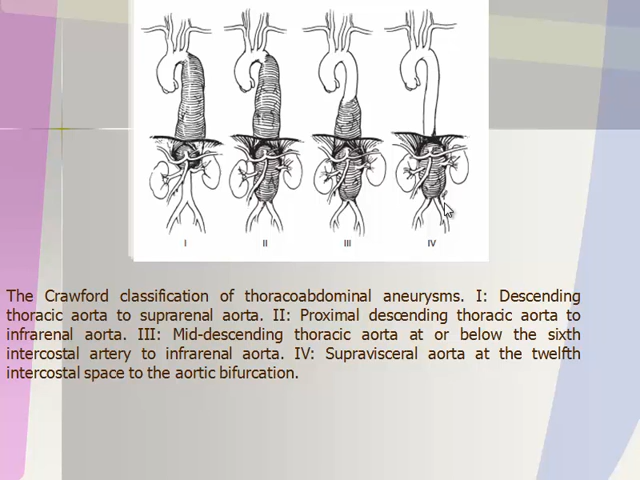 I II III IV
The Crawford classification of thoracoabdominal aneurysms. I: Descending
thoracic aorta to suprarenal aorta. II: Proximal descending thoracic aorta to
infrarenal aorta. III: Mid-descending thoracic aorta at or below the sixth
intercostal artery to infrarenal aorta. IV: Supravisceral aorta at the twelfth
intercostal space to the aortic bifurcation.